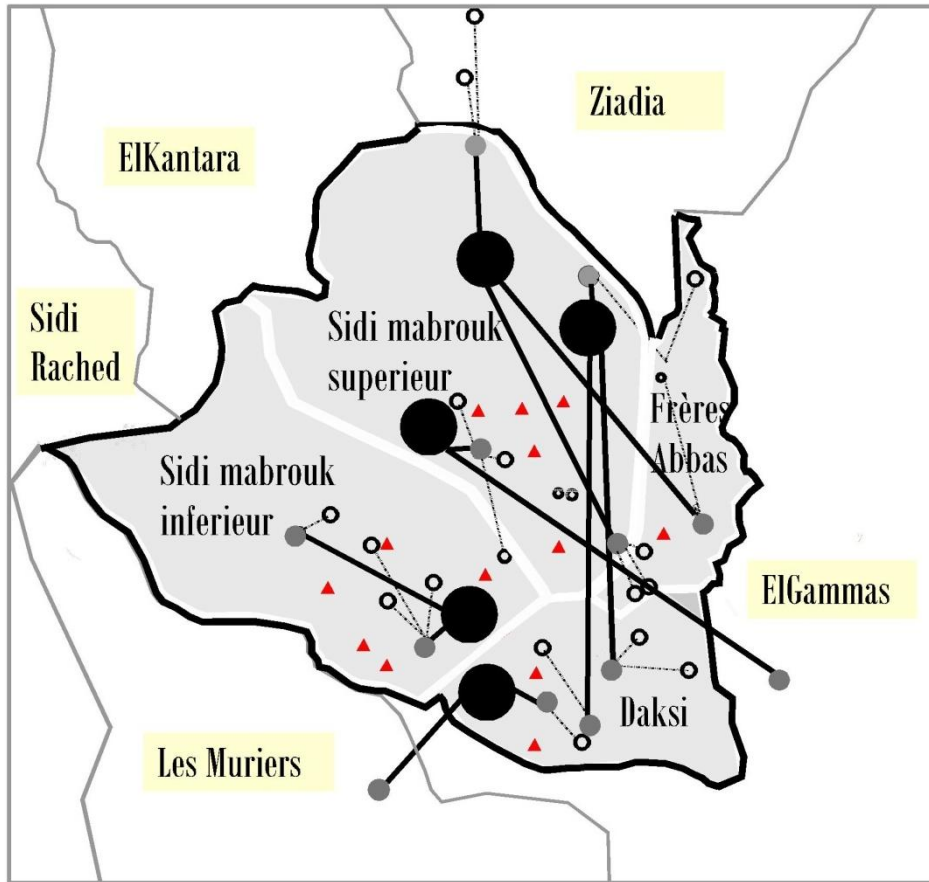 Ziadia
ElKantara
Sidi
Rached
Sidi mabrouk
superieur
Frères
Abbas
Sidi mabrouk
inferieur
ElGammas
Daksi
Les Muriers